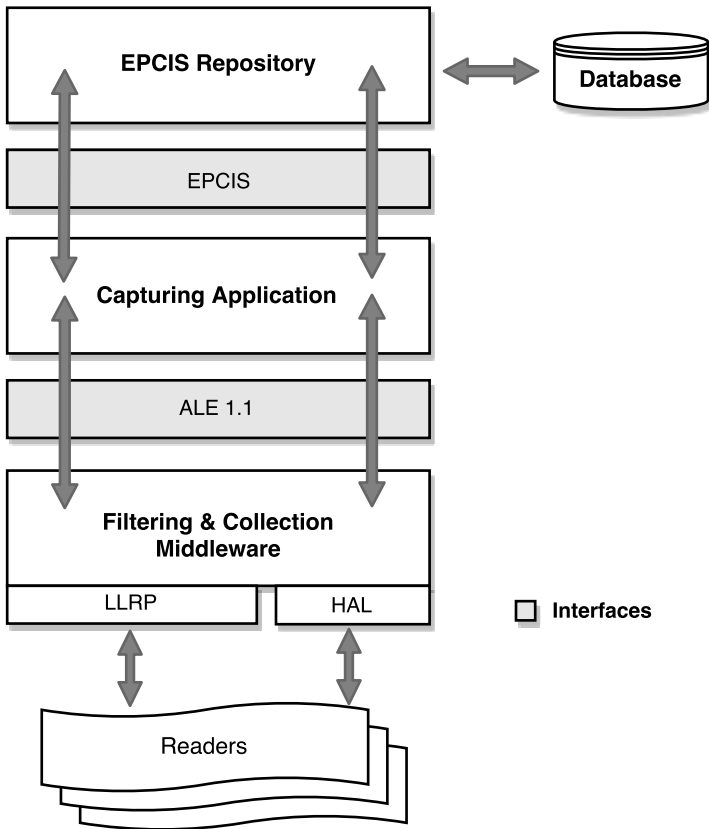 EPCIS Repository
Database
EPCIS
Capturing Application
ALE 1.1
Filtering & Collection
Middleware
LLRP
HAL
Interfaces
Readers